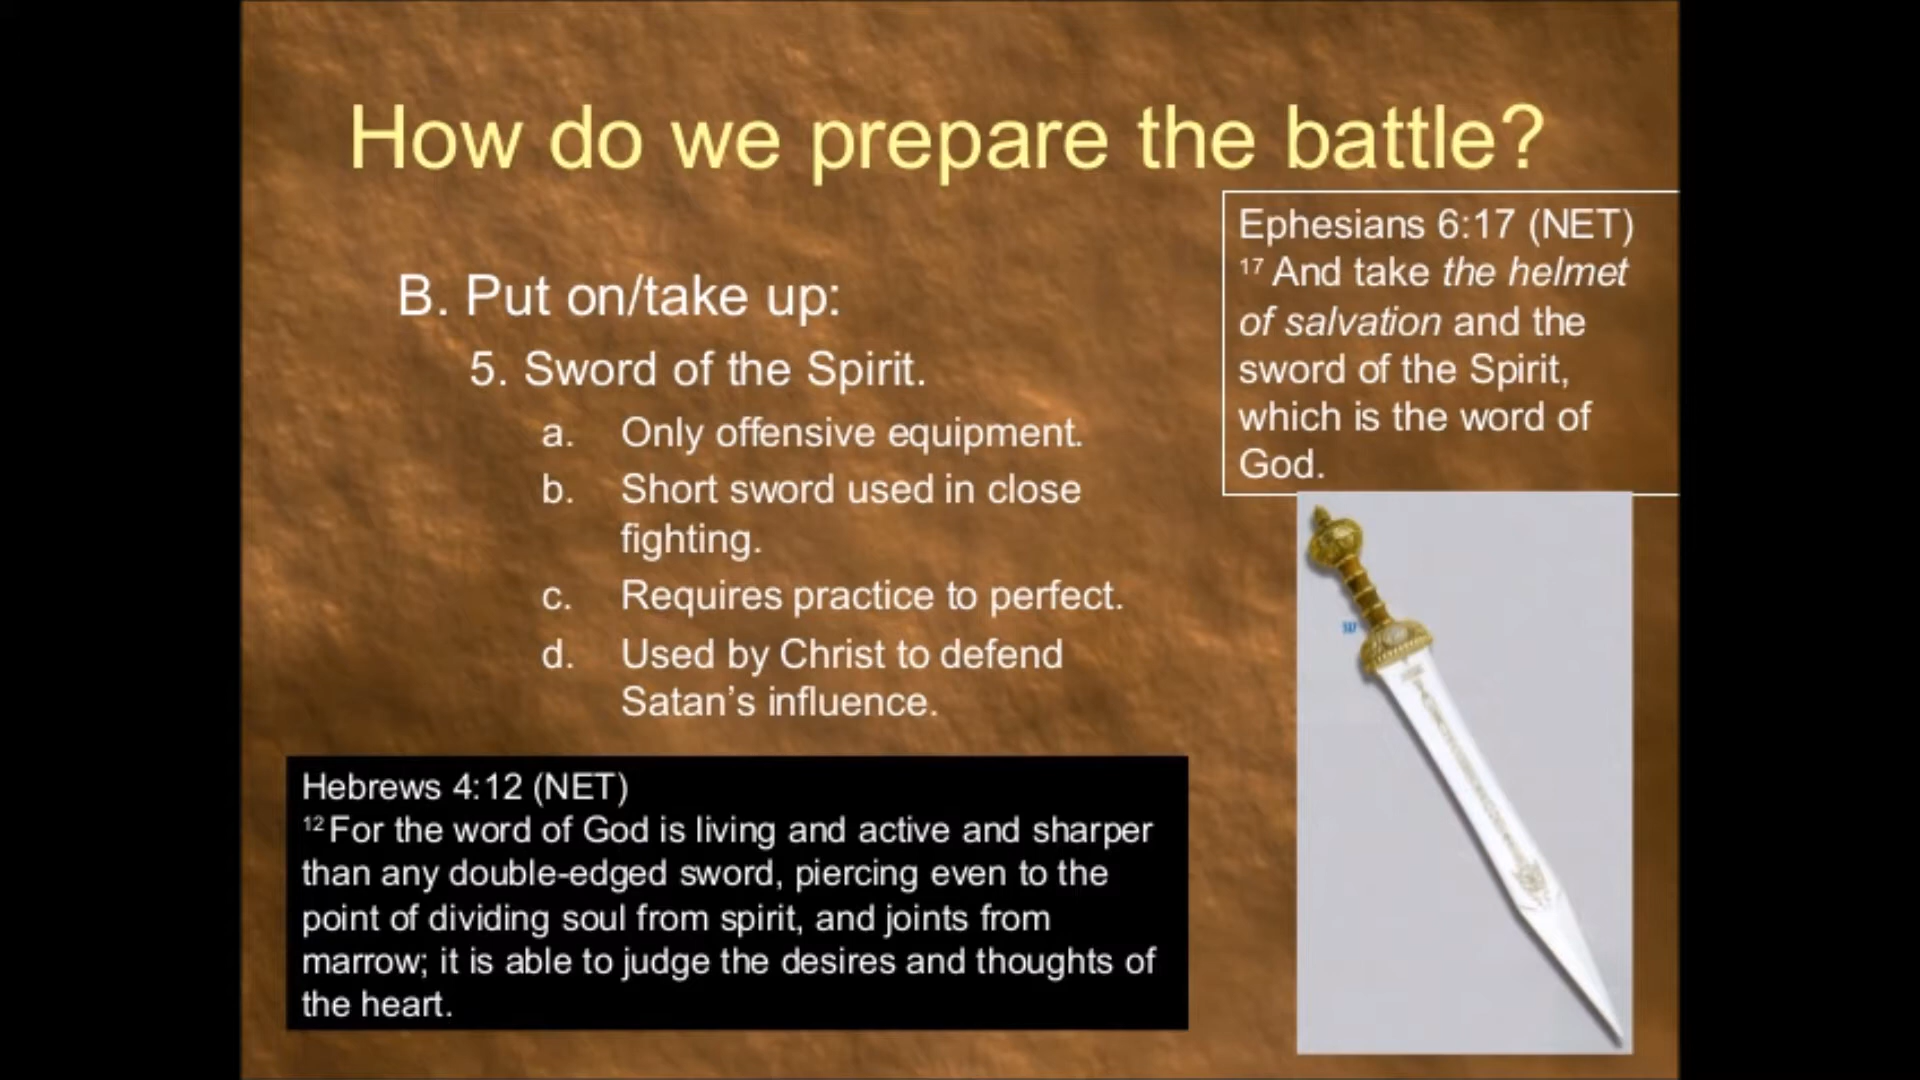 How do we prepare the battle?
Ephesians 6:17 (NET)
17 And take the helmet
of salvation and the
sword of the Spirit,
which is the word of
God.
B. Put on/take up:
5. Sword of the Spirit.
a. Only offensive equipment.
b. Short sword used in close
fighting.
c. Requires practice to perfect.
d. Used by Christ to defend
Satan’s influence.
Hebrews 4:12 (NET)
12 For the word of God is living and active and sharper
than any double-edged sword, piercing even to the
point of dividing soul from spirit, and joints from
marrow; it is able to judge the desires and thoughts of
the heart.